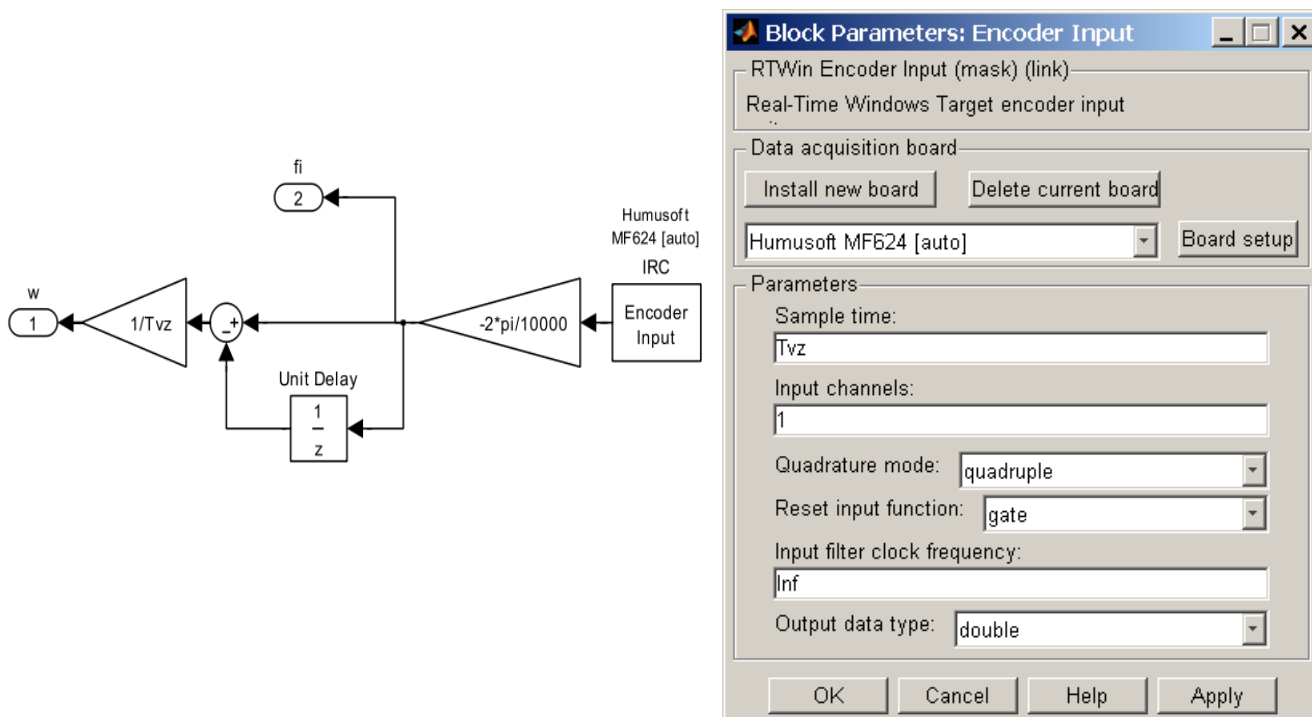 fi
2
Humusoft
MF624 [auto]
IRC
Encoder
Input
-2*pi/10000
w
1
1/Tvz
- +
Unit Delay
1
z
Block Parameters: Encoder Input
RTWin Encoder Input (mask) (link)
Real-Time Windows Target encoder input
Data acquisition board
Install new board
Delete current board
Humusoft MF624 [auto]
Board setup
Parameters
Sample time:
Tvz
Input channels:
1
Quadrature mode: quadruple
Reset input function: gate
Input filter clock frequency:
Inf
Output data type: double
OK Cancel Help Apply